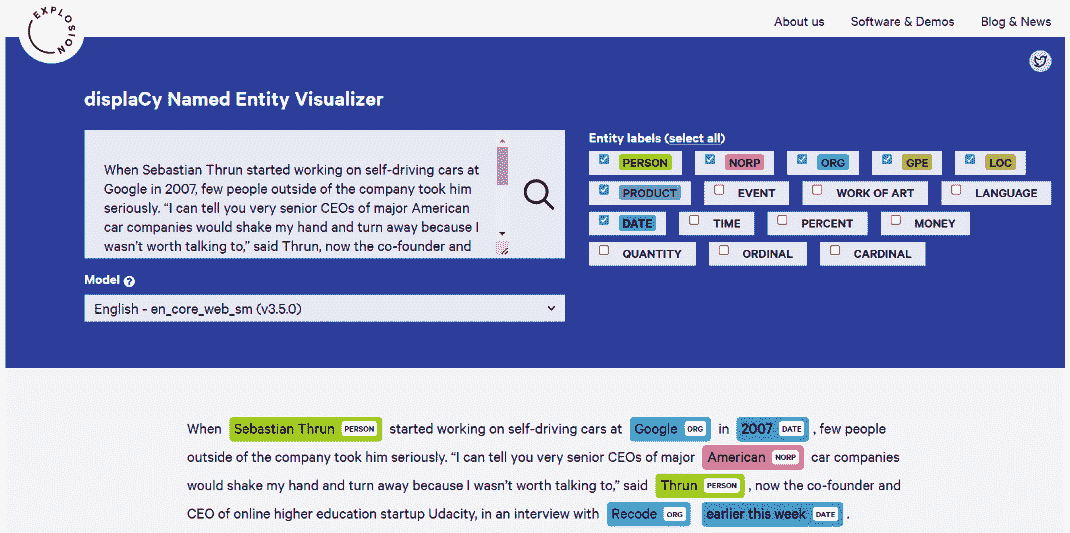 EXPLOSION
About us Software & Demos Blog & News
displaCy Named Entity Visualizer
When Sebastian Thrun started working on self-driving cars at
Google in 2007, few people outside of the company took him
seriously. “I can tell you very senior CEOs of major American
car companies would shake my hand and turn away because I
wasn’t worth talking to,” said Thrun, now the co-founder and
Model ?
English - en_core_web_sm (v3.5.0)
Entity labels (select all)
PERSON NORP ORG GPE LOC
PRODUCT EVENT WORK OF ART LANGUAGE
DATE TIME PERCENT MONEY
QUANTITY ORDINAL CARDINAL
When Sebastian Thrun PERSON started working on self-driving cars at Google ORG in 2007 DATE , few people
outside of the company took him seriously. “I can tell you very senior CEOs of major American NORP car companies
would shake my hand and turn away because I wasn’t worth talking to,” said Thrun PERSON , now the co-founder and
CEO of online higher education startup Udacity, in an interview with Recode ORG earlier this week DATE .